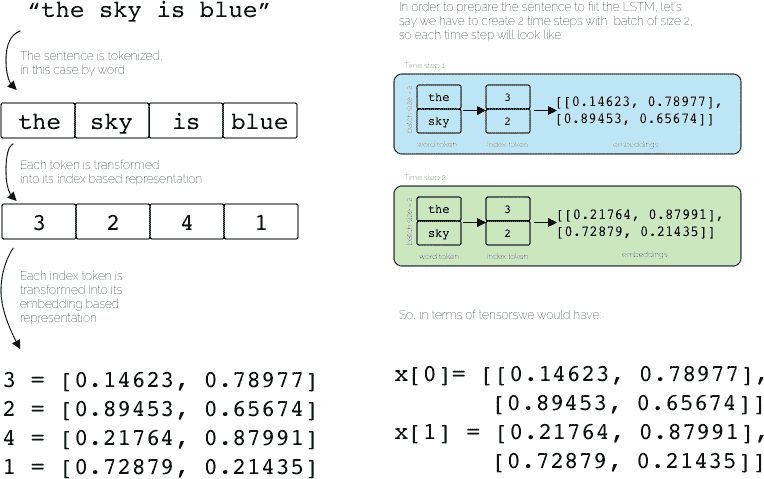 “the sky is blue”
The sentence is tokenized,
in this case by word
the sky is blue
Each token is transformed
into its index based representation
3 2 4 1
Each index token is
transformed into its
embedding based
representation
3 = [0.14623, 0.78977]
2 = [0.89453, 0.65674]
4 = [0.21764, 0.87991]
1 = [0.72879, 0.21435]
In order to prepare the sentence to fiit the LSTM, let's
say we have to create 2 time steps with batch of size 2,
so each time step will look like:
Time step 1
batch size = 2
the 3 [[0.14623, 0.78977],
sky 2 [0.89453, 0.65674]]
word token index token embeddings
Time step 2
batch size = 2
the 3 [[0.21764, 0.87991],
sky 2 [0.72879, 0.21435]]
word token index token embeddings
So, in terms of tensorswe would have:
x[0]= [[0.14623, 0.78977],
[0.89453, 0.65674]]
x[1] = [0.21764, 0.87991],
[0.72879, 0.21435]]